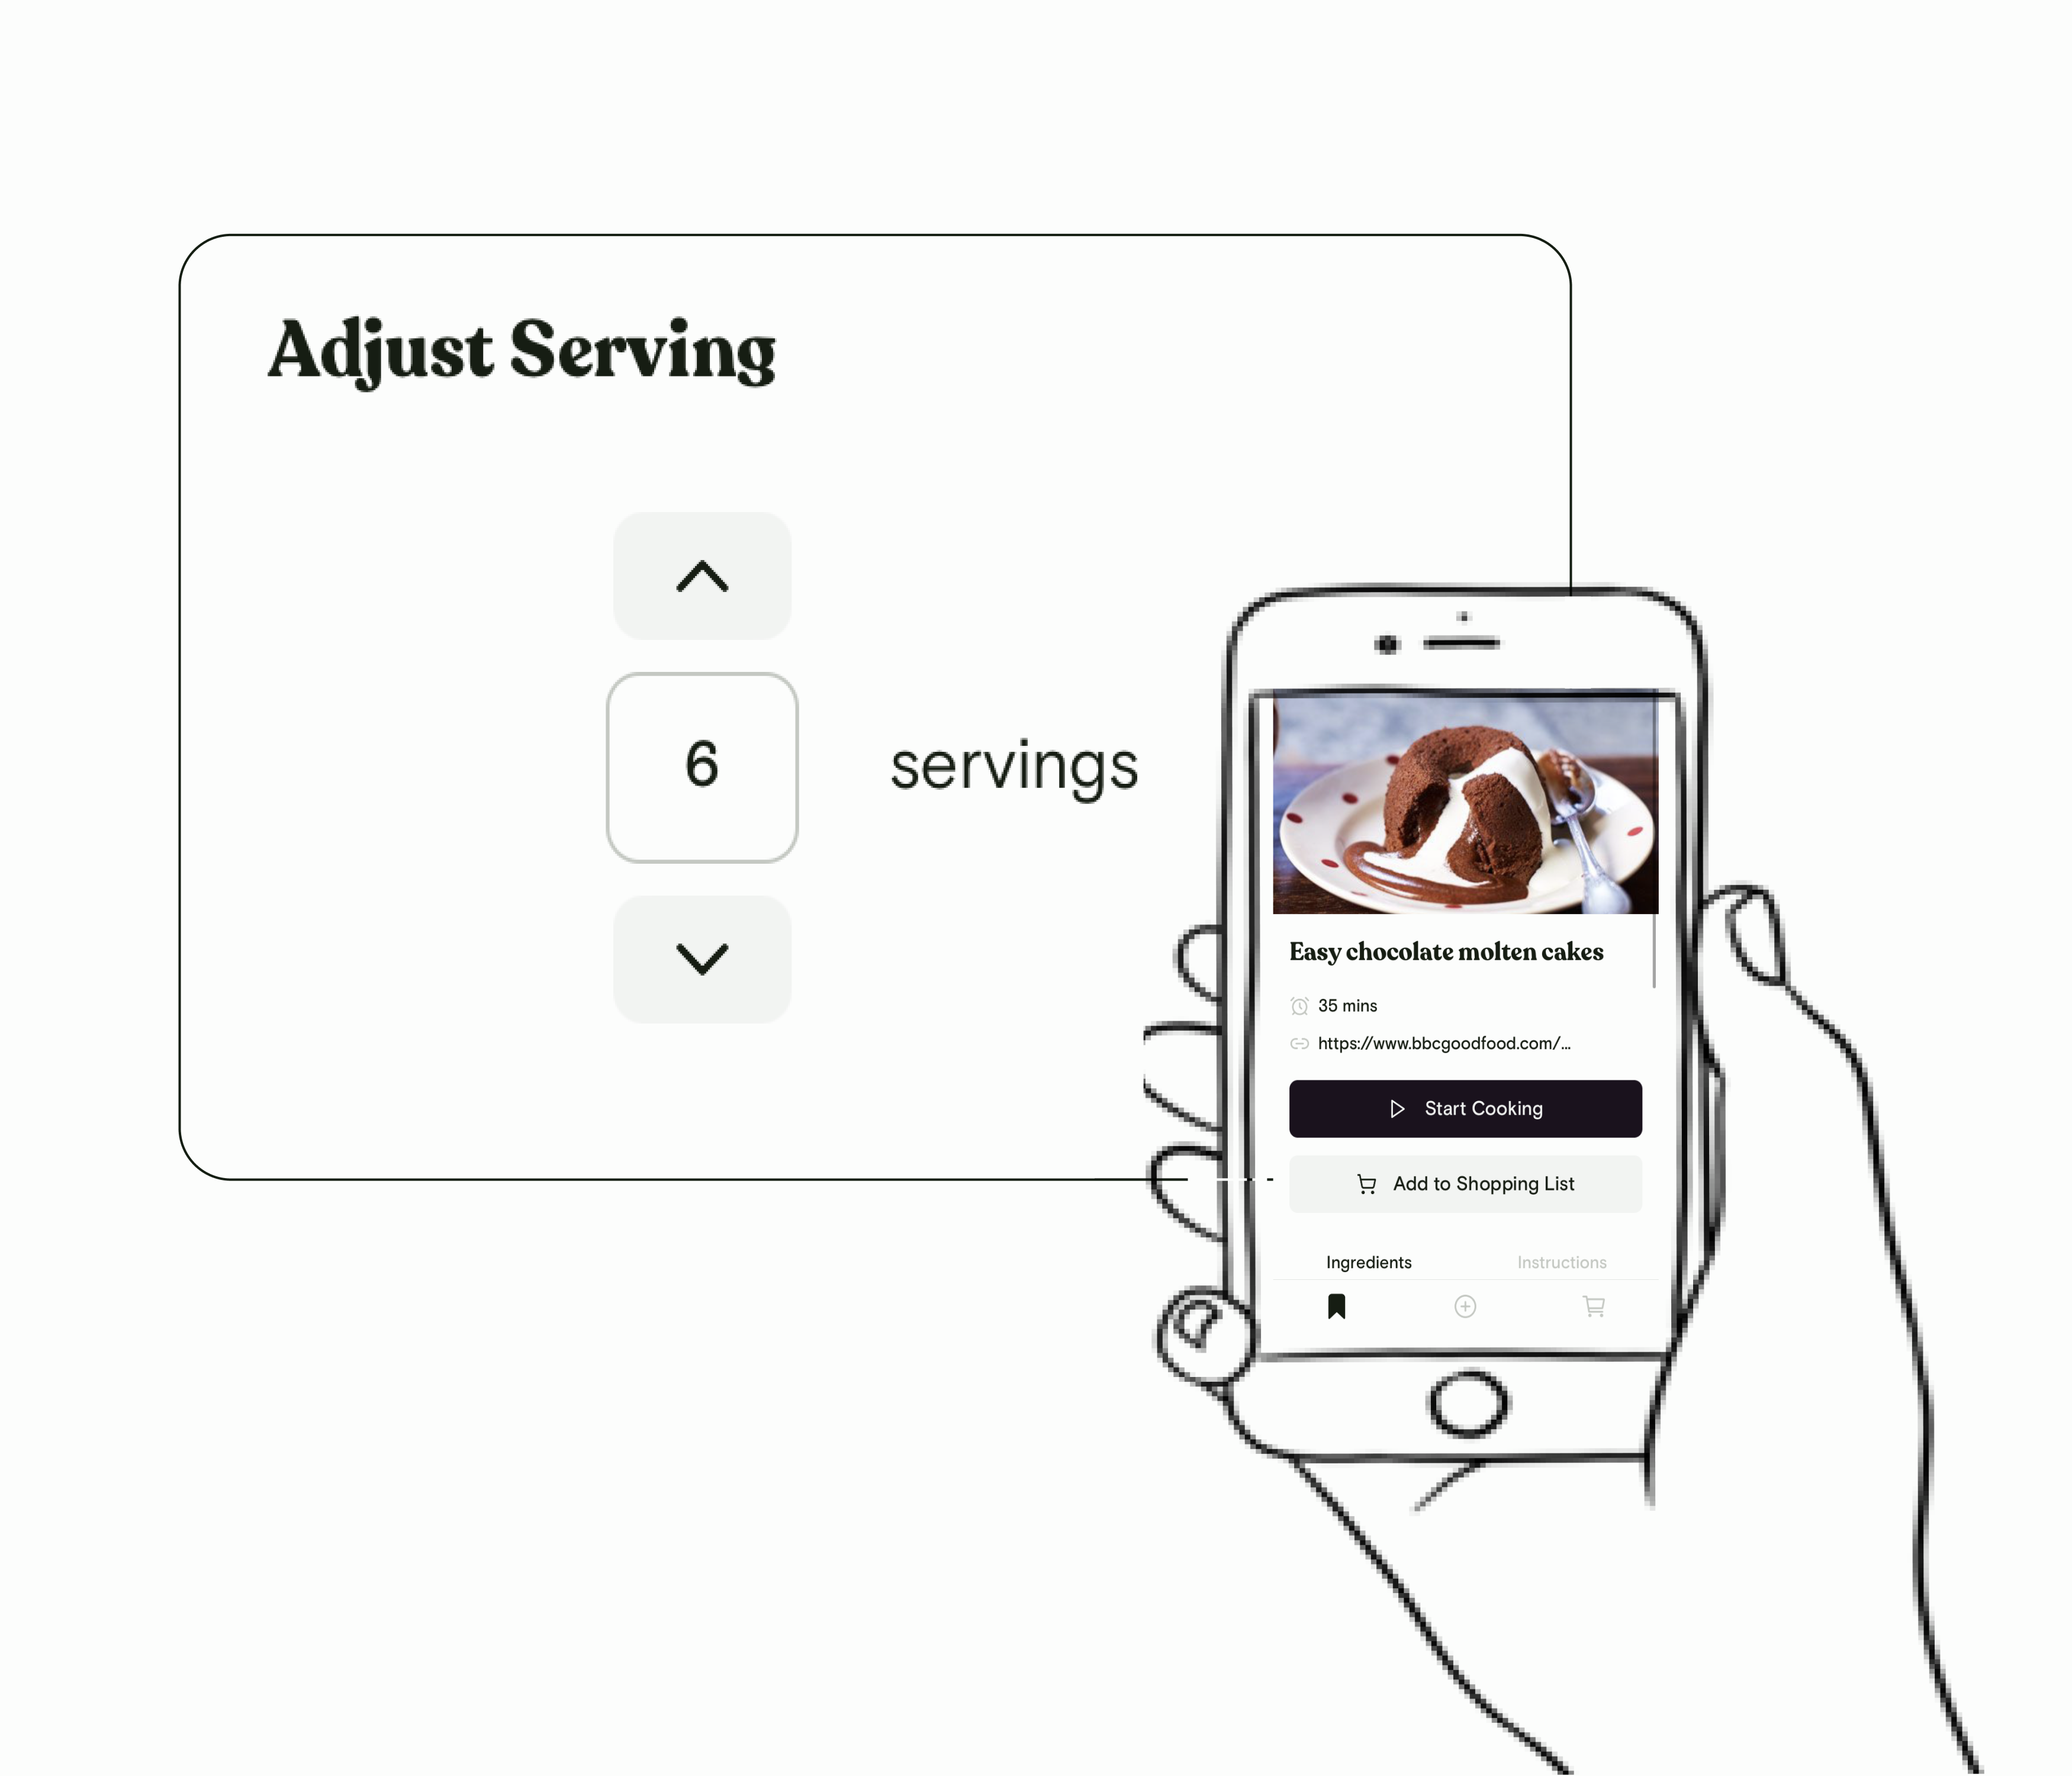 Adjust Serving
6
servings
Easy chocolate molten cakes
35 mins
https://www.bbcgoodfood.com/...
Start Cooking
Add to Shopping List
Ingredients
Instructions